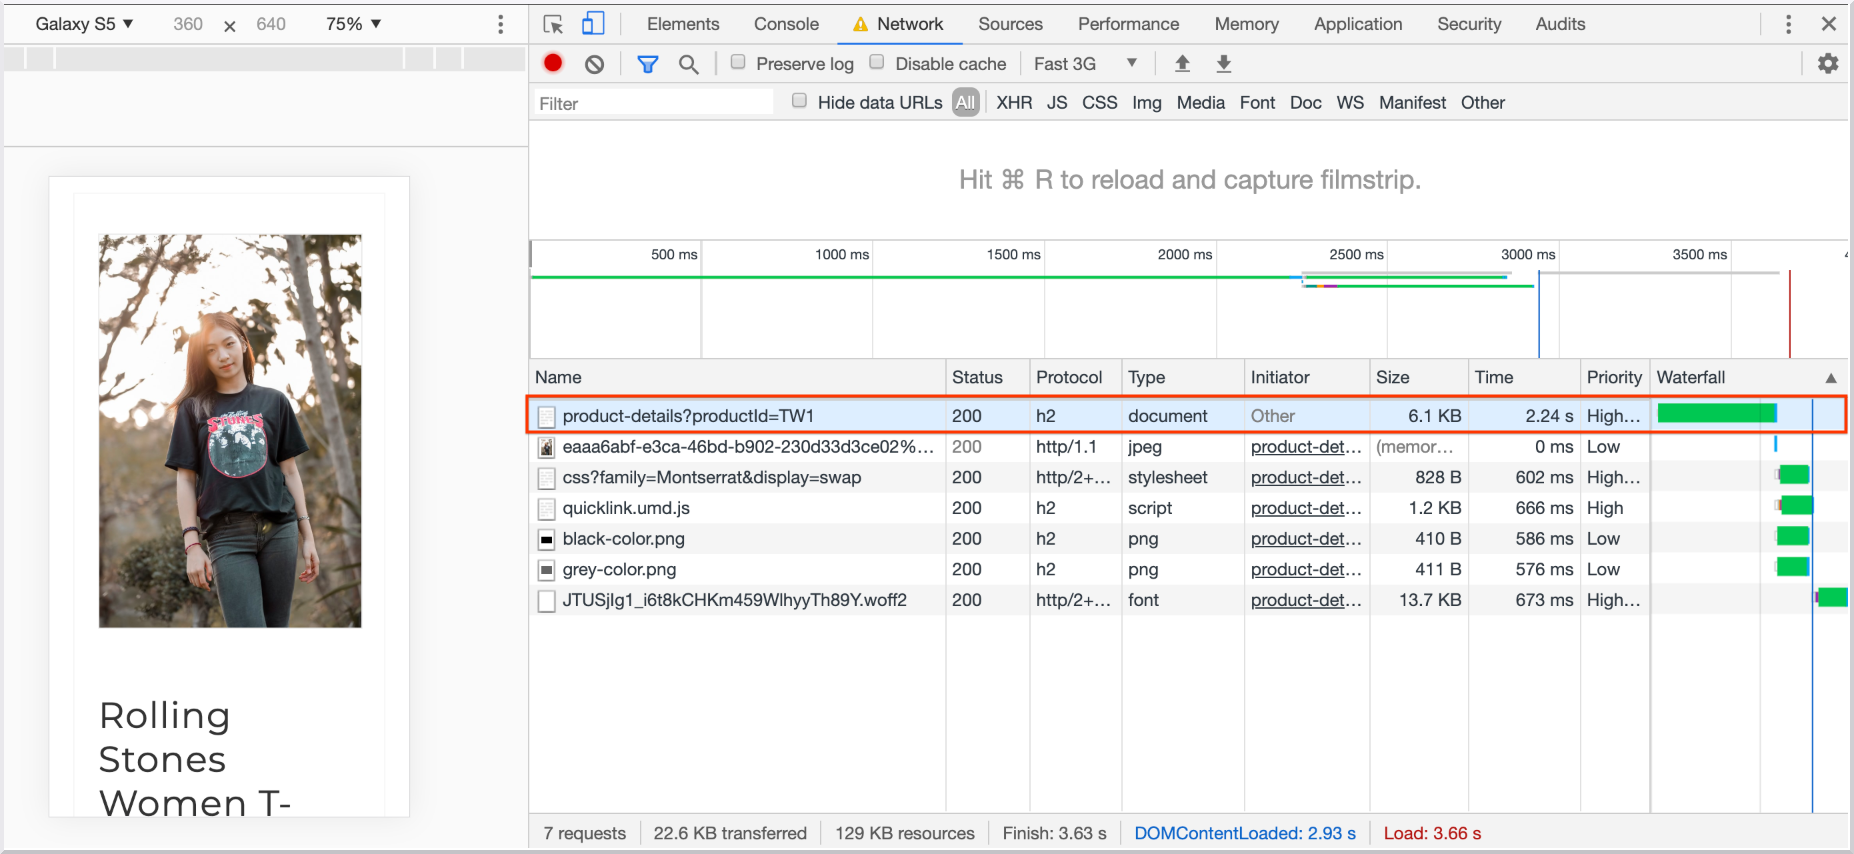 Galaxy S5 ▼ 360 × 640 75% ▼
Elements Console Network Sources Performance Memory Application Security Audits
Preserve log Disable cache Fast 3G ▼
Filter Hide data URLs All XHR JS CSS Img Media Font Doc WS Manifest Other
Hit ⌘ R to reload and capture filmstrip.
500 ms 1000 ms 1500 ms 2000 ms 2500 ms 3000 ms 3500 ms
Name Status Protocol Type Initiator Size Time Priority Waterfall ▲
product-details?productId=TW1 200 h2 document Other 6.1 KB 2.24 s High…
eaaa6abf-e3ca-46bd-b902-230d33d3ce02%… 200 http/1.1 jpeg product-det… (memor… 0 ms Low
css?family=Montserrat&display=swap 200 http/2+… stylesheet product-det… 828 B 602 ms High…
quicklink.umd.js 200 h2 script product-det… 1.2 KB 666 ms High
black-color.png 200 h2 png product-det… 410 B 586 ms Low
grey-color.png 200 h2 png product-det… 411 B 576 ms Low
JTUSjIg1_i6t8kCHKm459WlhyyTh89Y.woff2 200 http/2+… font product-det… 13.7 KB 673 ms High…
7 requests 22.6 KB transferred 129 KB resources Finish: 3.63 s DOMContentLoaded: 2.93 s Load: 3.66 s
STONES
Rolling
Stones
Women T-